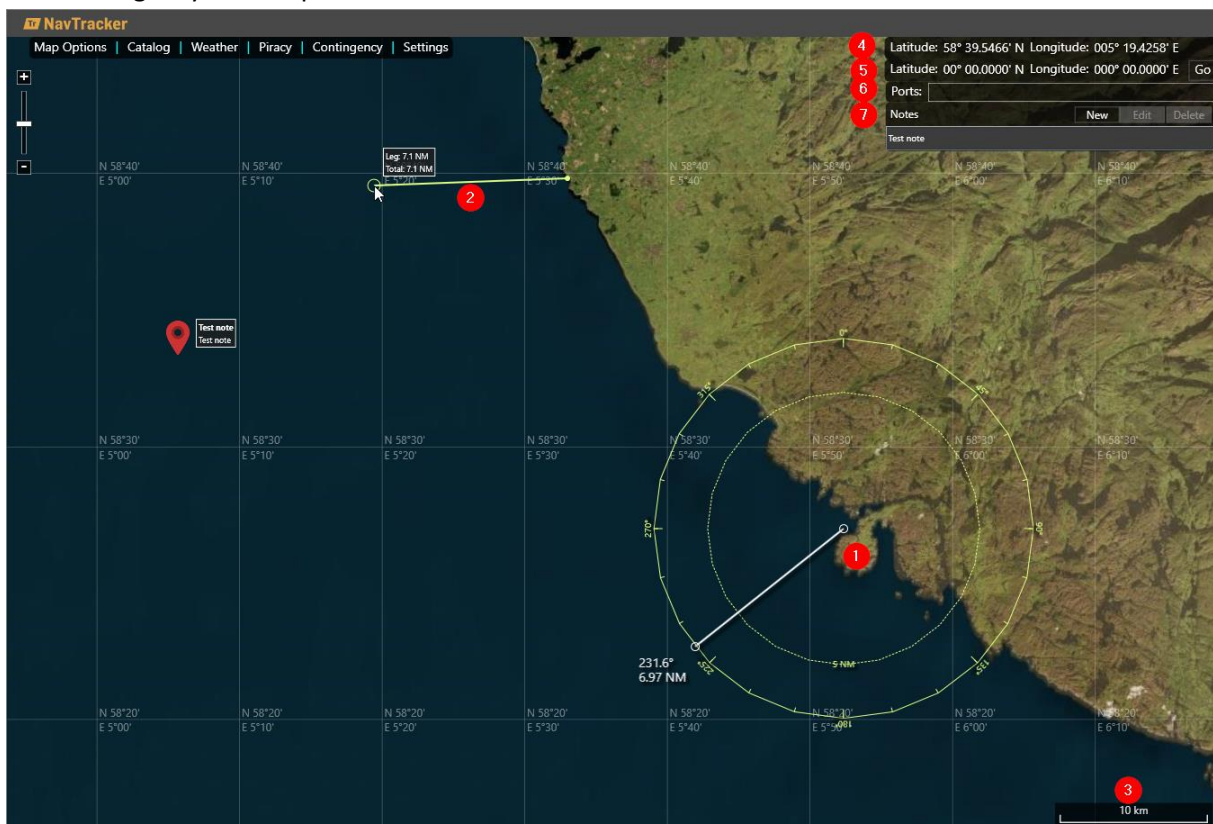 Tr NavTracker
Map Options | Catalog | Weather | Piracy | Contingency | Settings
4 Latitude: 58° 39.5466' N Longitude: 005° 19.4258' E
5 Latitude: 00° 00.0000' N Longitude: 000° 00.0000' E Go
6 Ports:
7 Notes New Edit Delete
Test note
Leg: 7.1 NM
Total: 7.1 NM
N 58°40' N 58°40' N 58°40' N 58°40' N 58°40' N 58°40' N 58°40'
E 5°00' E 5°10' E 5°20' E 5°30' E 5°40' E 5°50' E 6°00' E 6°10'
2
Test note
Test note
0°
315° 45°
N 58°30' N 58°30' N 58°30' N 58°30' N 58°30' N 58°30' N 58°30' N 58°30'
E 5°00' E 5°10' E 5°20' E 5°30' E 5°40' E 5°50' E 6°00' E 6°10'
270° 90°
1
231.6°
6.97 NM
225° 5 NM 135°
N 58°20' N 58°20' N 58°20' N 58°20' N 58°20' N 58°20' N 58°20' N 58°20'
E 5°00' E 5°10' E 5°20' E 5°30' E 5°40' E 5°50' E 6°00' E 6°10'
180°
3
10 km